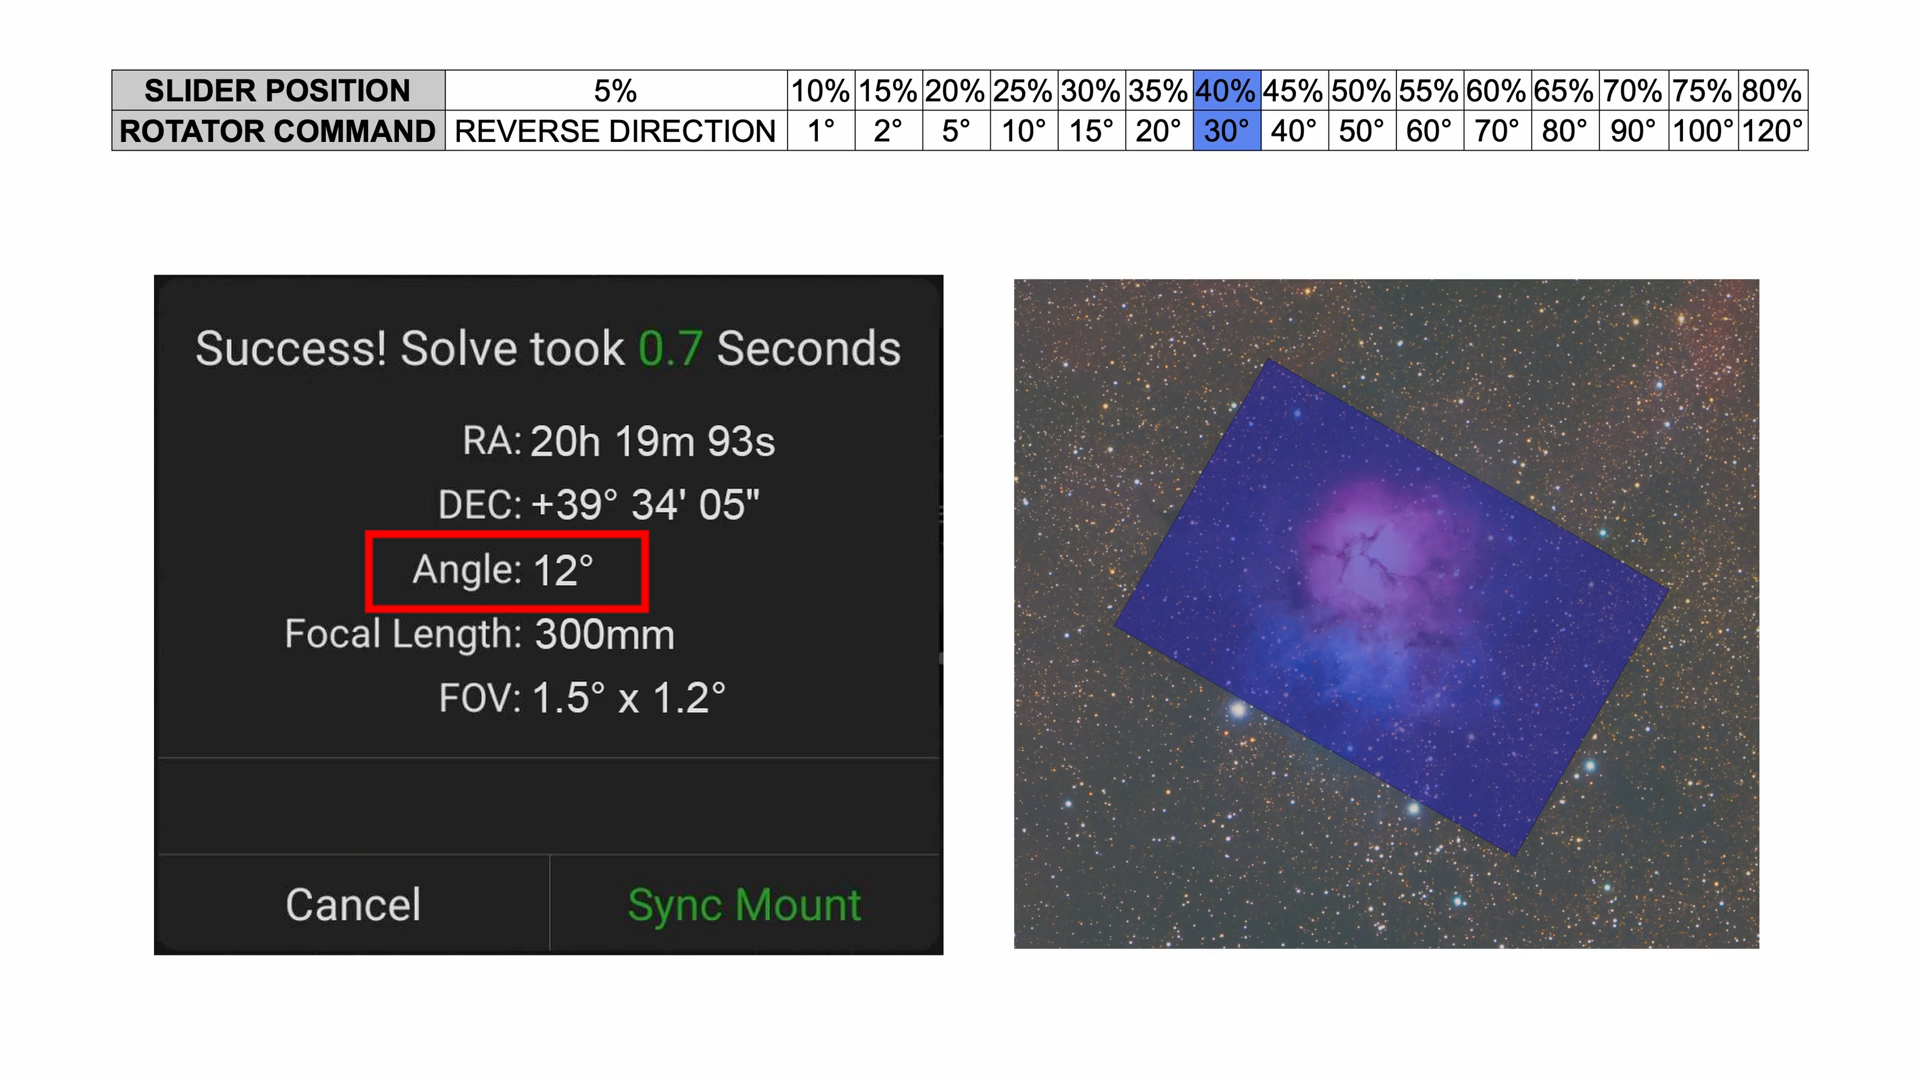 SLIDER POSITION 5% 10% 15% 20% 25% 30% 35% 40% 45% 50% 55% 60% 65% 70% 75% 80%
ROTATOR COMMAND REVERSE DIRECTION 1° 2° 5° 10° 15° 20° 30° 40° 50° 60° 70° 80° 90° 100° 120°
Success! Solve took 0.7 Seconds
RA: 20h 19m 93s
DEC: +39° 34' 05"
Angle: 12°
Focal Length: 300mm
FOV: 1.5° x 1.2°
Cancel Sync Mount